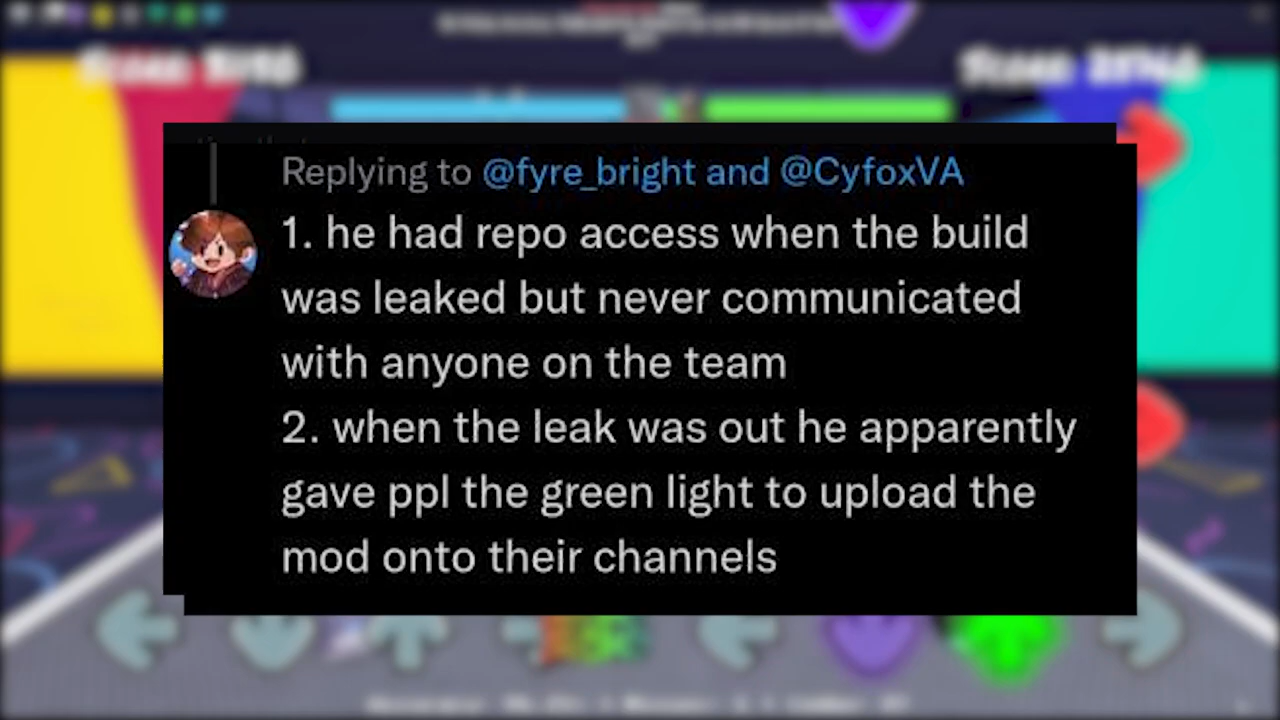 Replying to @fyre_bright and @CyfoxVA
1. he had repo access when the build
was leaked but never communicated
with anyone on the team
2. when the leak was out he apparently
gave ppl the green light to upload the
mod onto their channels